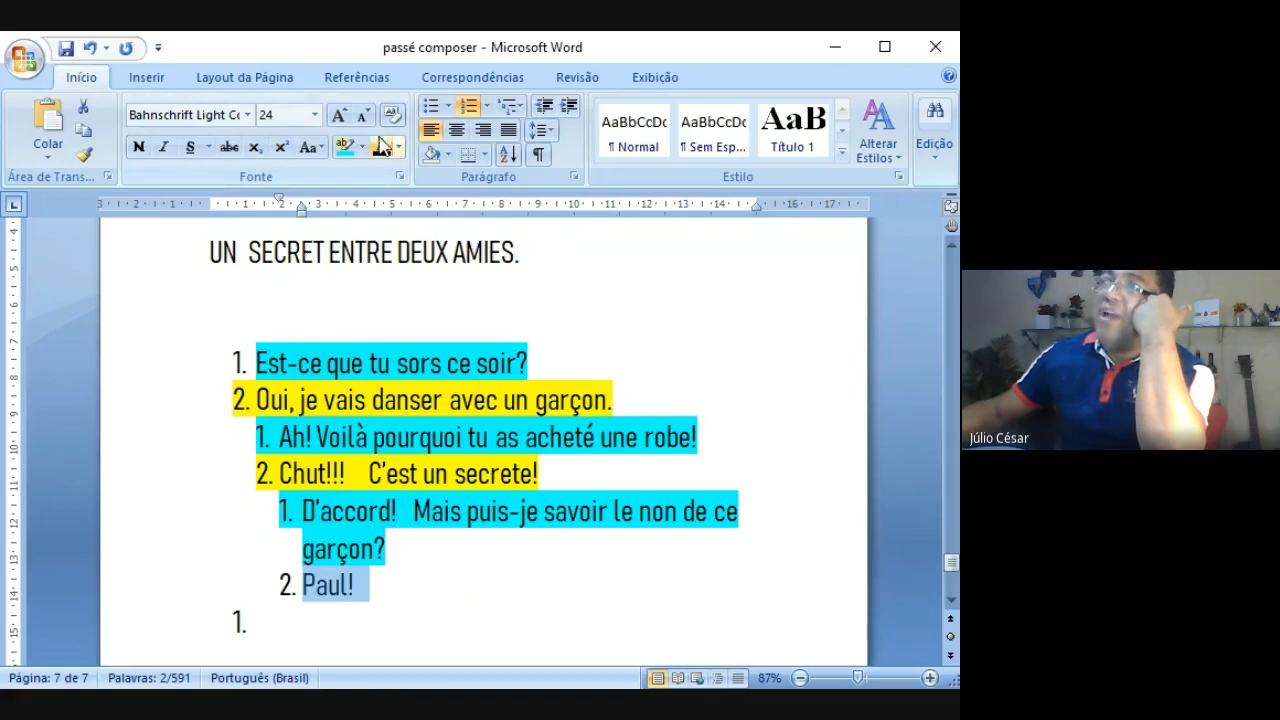 passé composer - Microsoft Word
Início Inserir Layout da Página Referências Correspondências Revisão Exibição
Colar
Bahnschrift Light Cc 24
N I S abc x₂ x² Aa
AaBbCcDc AaBbCcDc AaB
¶ Normal ¶ Sem Esp... Título 1
Alterar Estilos
Edição
Área de Trans... Fonte Parágrafo Estilo
UN SECRET ENTRE DEUX AMIES.
1. Est-ce que tu sors ce soir?
2. Oui, je vais danser avec un garçon.
1. Ah! Voilà pourquoi tu as acheté une robe!
2. Chut!!! C'est un secrete!
1. D'accord! Mais puis-je savoir le non de ce
garçon?
2. Paul!
1.
Júlio César
Página: 7 de 7 Palavras: 2/591 Português (Brasil) 87%